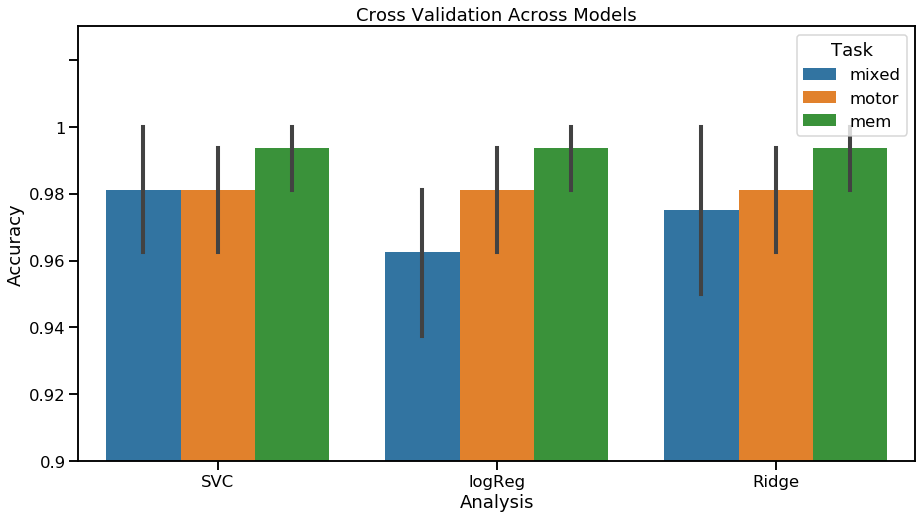 Cross Validation Across Models
Task
mixed
motor
mem
1
0.98
0.96
0.94
0.92
0.9
Accuracy
SVC
logReg
Ridge
Analysis